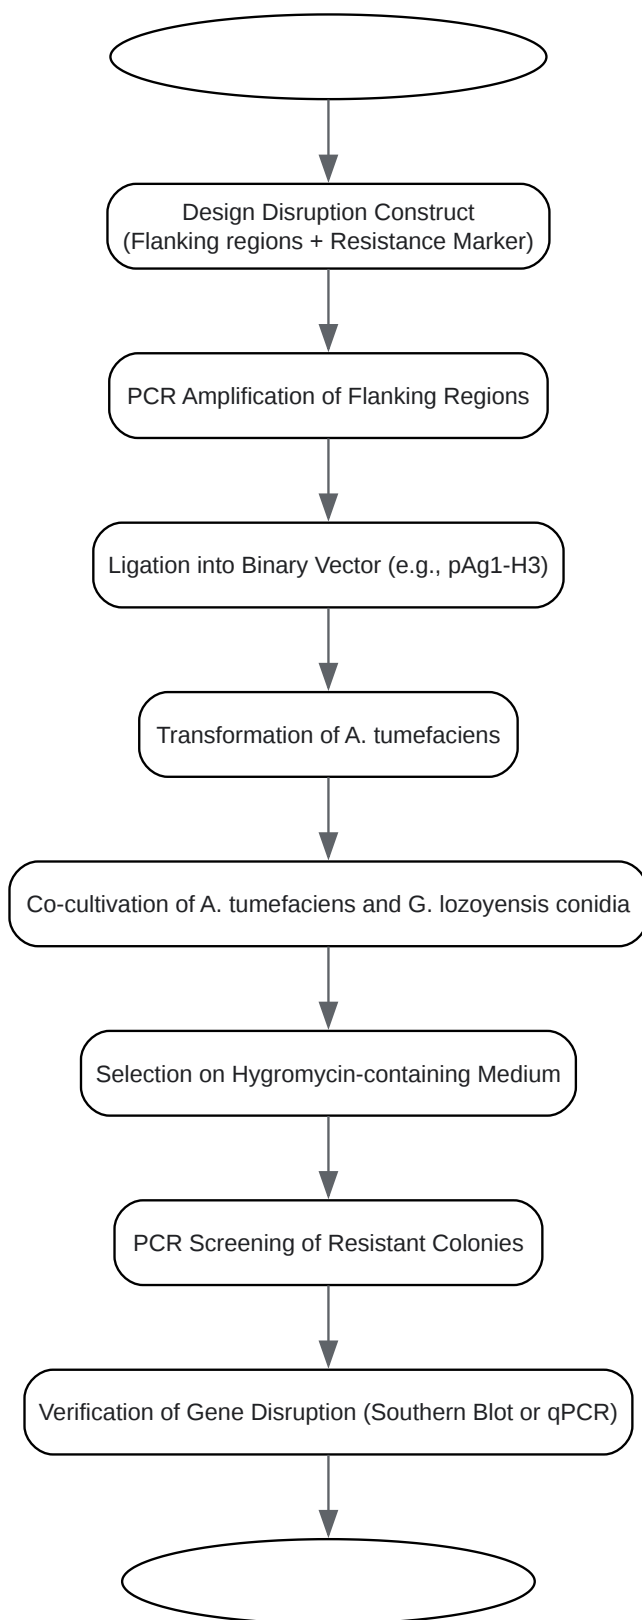 Design Disruption Construct
(Flanking regions + Resistance Marker)
PCR Amplification of Flanking Regions
Ligation into Binary Vector (e.g., pAg1-H3)
Transformation of A. tumefaciens
Co-cultivation of A. tumefaciens and G. lozoyensis conidia
Selection on Hygromycin-containing Medium
PCR Screening of Resistant Colonies
Verification of Gene Disruption (Southern Blot or qPCR)